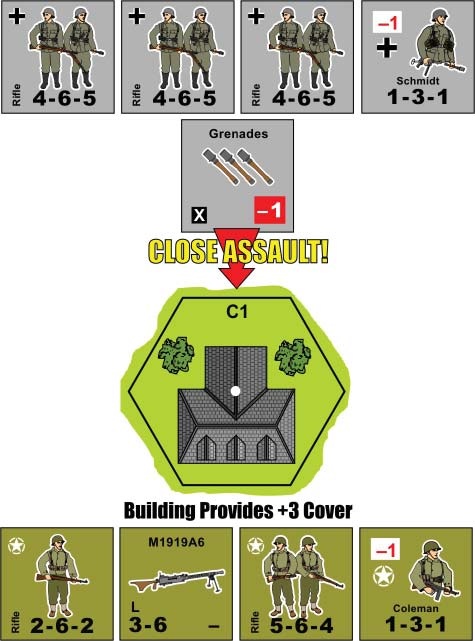 Rifle 4-6-5
Rifle 4-6-5
Rifle 4-6-5
–1
Schmidt
1-3-1
Grenades
X –1
CLOSE ASSAULT!
C1
Building Provides +3 Cover
Rifle 2-6-2
M1919A6
L
3-6 –
Rifle 5-6-4
–1
Coleman
1-3-1